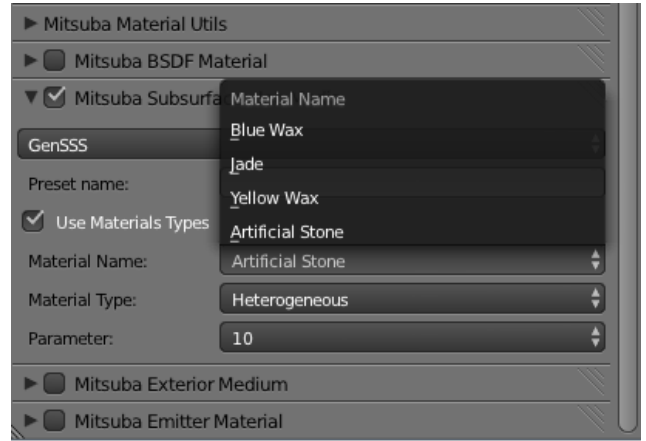 Mitsuba Material Utils
Mitsuba BSDF Material
Mitsuba Subsurfa
Material Name
Blue Wax
GenSSS
Jade
Preset name:
Yellow Wax
Use Materials Types
Artificial Stone
Material Name: Artificial Stone
Material Type: Heterogeneous
Parameter: 10
Mitsuba Exterior Medium
Mitsuba Emitter Material